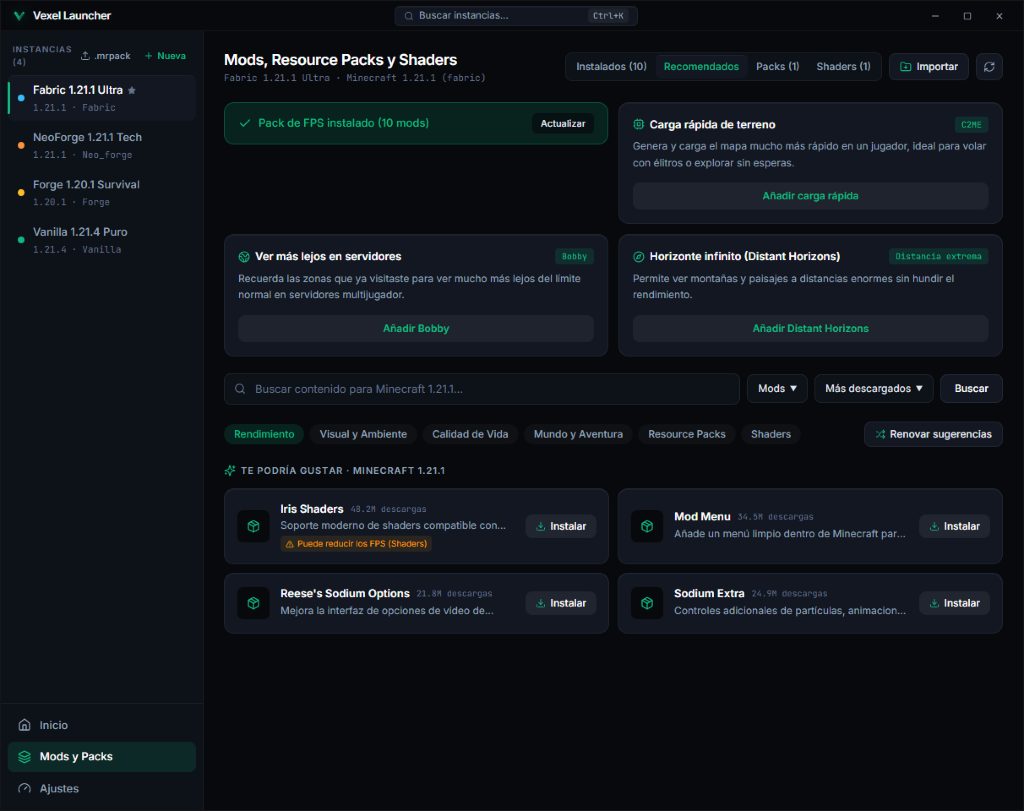 Vexel Launcher
Buscar instancias...
Ctrl+K
INSTANCIAS
(4)
.mrpack
+ Nueva
Fabric 1.21.1 Ultra
1.21.1 · Fabric
NeoForge 1.21.1 Tech
1.21.1 · Neo_forge
Forge 1.20.1 Survival
1.20.1 · Forge
Vanilla 1.21.4 Puro
1.21.4 · Vanilla
Inicio
Mods y Packs
Ajustes
Mods, Resource Packs y Shaders
Fabric 1.21.1 Ultra · Minecraft 1.21.1 (fabric)
Instalados (10)
Recomendados
Packs (1)
Shaders (1)
Importar
Pack de FPS instalado (10 mods)
Actualizar
Carga rápida de terreno
C2ME
Genera y carga el mapa mucho más rápido en un jugador, ideal para volar
con élitros o explorar sin esperas.
Añadir carga rápida
Ver más lejos en servidores
Bobby
Recuerda las zonas que ya visitaste para ver mucho más lejos del límite
normal en servidores multijugador.
Añadir Bobby
Horizonte infinito (Distant Horizons)
Distancia extrema
Permite ver montañas y paisajes a distancias enormes sin hundir el
rendimiento.
Añadir Distant Horizons
Buscar contenido para Minecraft 1.21.1...
Mods ▼
Más descargados ▼
Buscar
Rendimiento
Visual y Ambiente
Calidad de Vida
Mundo y Aventura
Resource Packs
Shaders
Renovar sugerencias
TE PODRÍA GUSTAR · MINECRAFT 1.21.1
Iris Shaders 48.2M descargas
Soporte moderno de shaders compatible con...
Puede reducir los FPS (Shaders)
Instalar
Mod Menu 34.5M descargas
Añade un menú limpio dentro de Minecraft par...
Instalar
Reese's Sodium Options 21.8M descargas
Mejora la interfaz de opciones de vídeo de...
Instalar
Sodium Extra 24.9M descargas
Controles adicionales de partículas, animacion...
Instalar